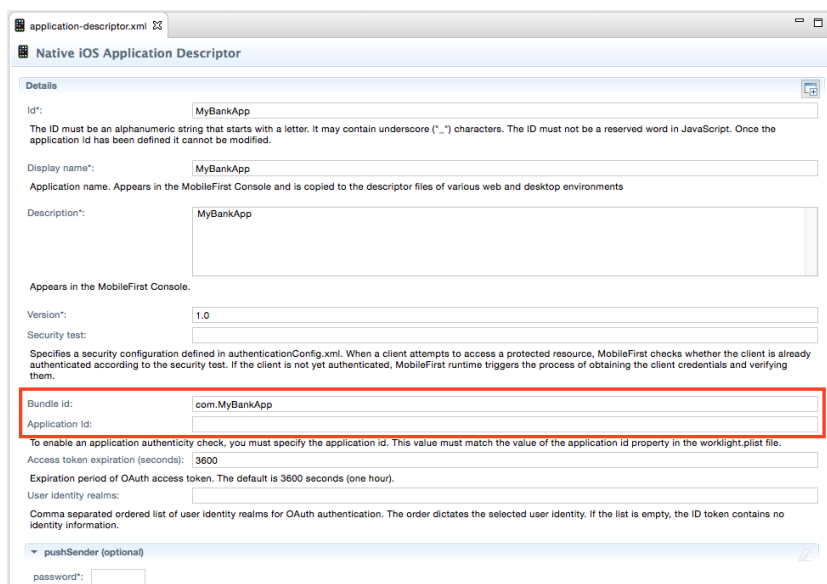 application-descriptor.xml
Native iOS Application Descriptor
Details
Id*:
MyBankApp
The ID must be an alphanumeric string that starts with a letter. It may contain underscore ("_") characters. The ID must not be a reserved word in JavaScript. Once the
application Id has been defined it cannot be modified.
Display name*:
MyBankApp
Application name. Appears in the MobileFirst Console and is copied to the descriptor files of various web and desktop environments
Description*:
MyBankApp
Appears in the MobileFirst Console.
Version*:
1.0
Security test:
Specifies a security configuration defined in authenticationConfig.xml. When a client attempts to access a protected resource, MobileFirst checks whether the client is already
authenticated according to the security test. If the client is not yet authenticated, MobileFirst runtime triggers the process of obtaining the client credentials and verifying
them.
Bundle id:
com.MyBankApp
Application Id:
To enable an application authenticity check, you must specify the application id. This value must match the value of the application id property in the worklight.plist file.
Access token expiration (seconds):
3600
Expiration period of OAuth access token. The default is 3600 seconds (one hour).
User identity realms:
Comma separated ordered list of user identity realms for OAuth authentication. The order dictates the selected user identity. If the list is empty, the ID token contains no
identity information.
pushSender (optional)
password*: